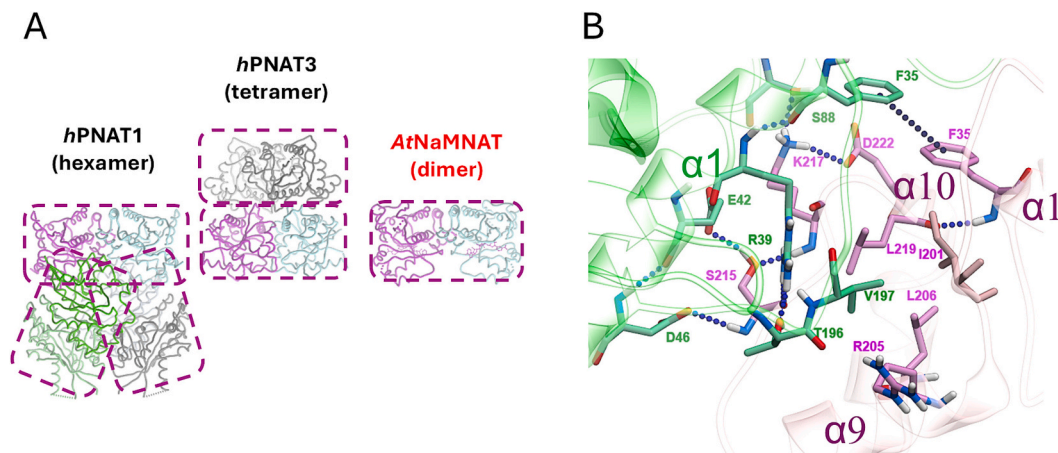 A
B
hPNAT3
(tetramer)
hPNAT1
(hexamer)
AtNaMNAT
(dimer)
F35
S88
D222
F35
K217
α1
α10
α1
E42
R39
L219
I201
S215
V197
L206
D46
T196
R205
α9